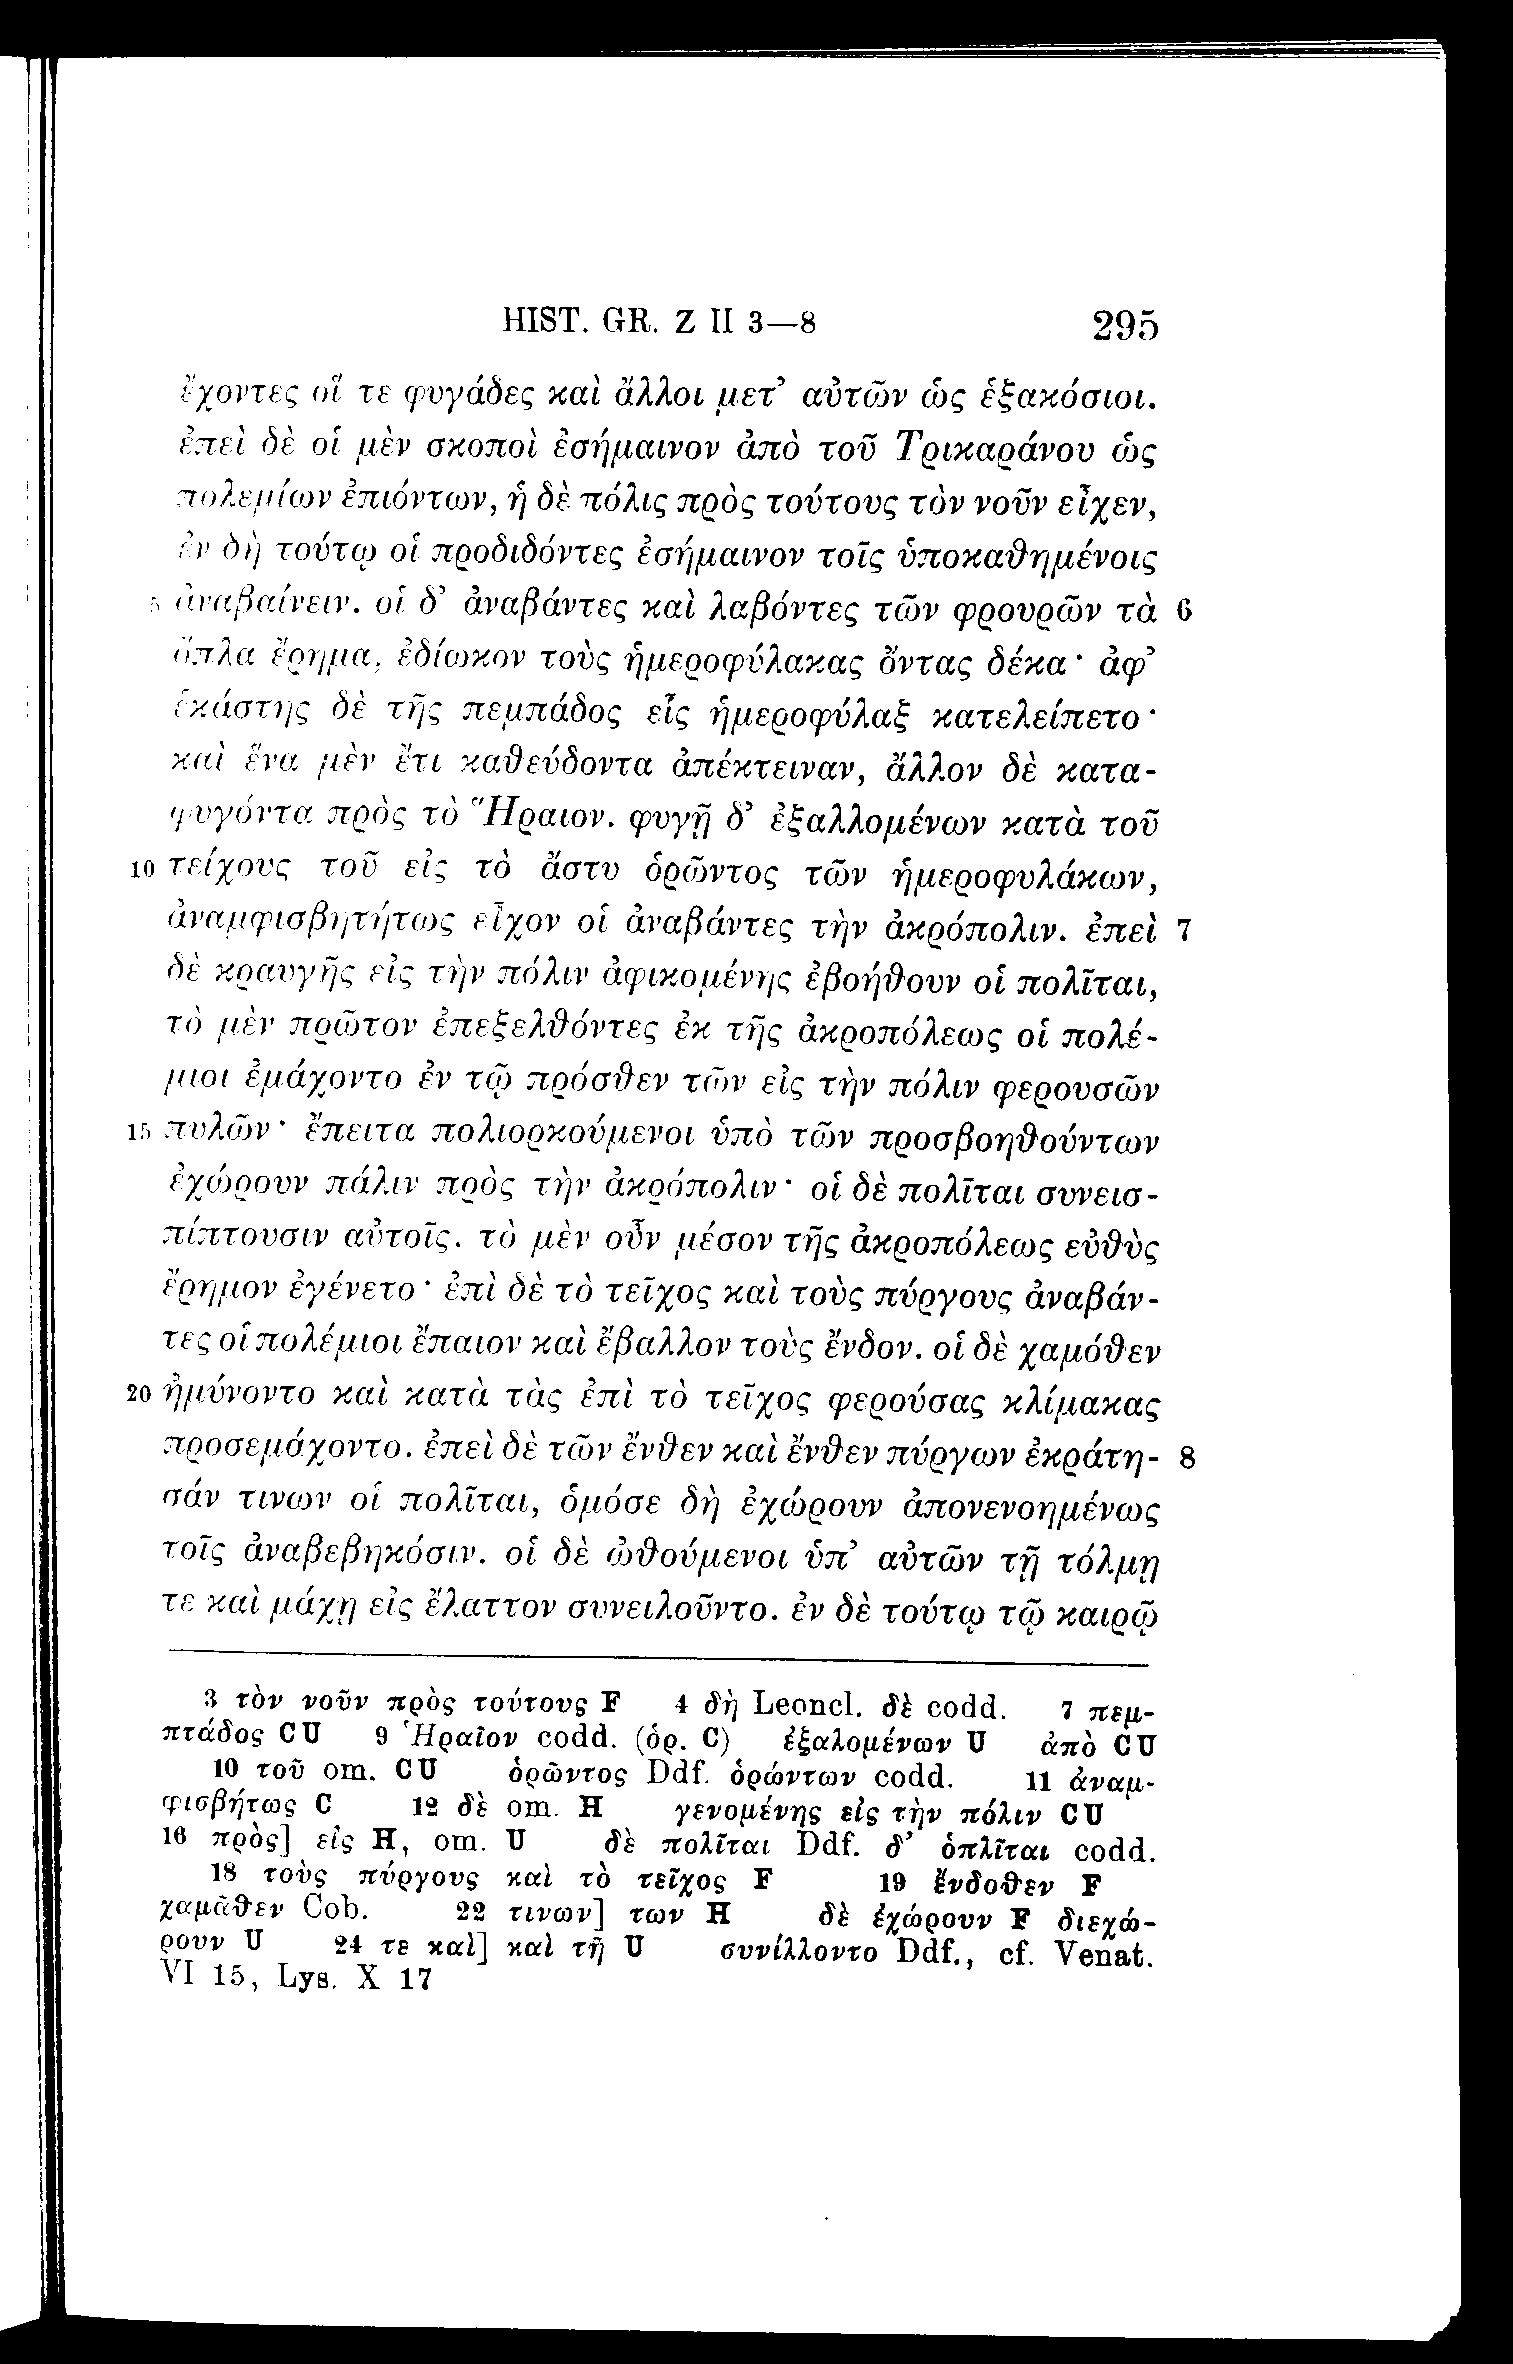 HIST. GR. Z II 3—8 295
ἔχοντες οἵ τε φυγάδες καὶ ἄλλοι μετ’ αὐτῶν ὡς ἑξακόσιοι.
ἐπεὶ δὲ οἱ μὲν σκοποὶ ἐσήμαινον ἀπὸ τοῦ Τρικαράνου ὡς
πολεμίων ἐπιόντων, ἡ δὲ πόλις πρὸς τούτους τὸν νοῦν εἶχεν,
ἐν δὴ τούτῳ οἱ προδιδόντες ἐσήμαινον τοῖς ὑποκαθημένοις
5 ἀναβαίνειν. οἱ δ’ ἀναβάντες καὶ λαβόντες τῶν φρουρῶν τὰ 6
ὅπλα ἔρημα, ἐδίωκον τοὺς ἡμεροφύλακας ὄντας δέκα· ἀφ’
ἑκάστης δὲ τῆς πεμπάδος εἷς ἡμεροφύλαξ κατελείπετο·
καὶ ἕνα μὲν ἔτι καθεύδοντα ἀπέκτειναν, ἄλλον δὲ κατα-
φυγόντα πρὸς τὸ Ἥραιον. φυγῇ δ’ ἐξαλλομένων κατὰ τοῦ
10 τείχους τοῦ εἰς τὸ ἄστυ ὁρῶντος τῶν ἡμεροφυλάκων,
ἀναμφισβητήτως εἶχον οἱ ἀναβάντες τὴν ἀκρόπολιν. ἐπεὶ 7
δὲ κραυγῆς εἰς τὴν πόλιν ἀφικομένης ἐβοήθουν οἱ πολῖται,
τὸ μὲν πρῶτον ἐπεξελθόντες ἐκ τῆς ἀκροπόλεως οἱ πολέ-
μιοι ἐμάχοντο ἐν τῷ πρόσθεν τῶν εἰς τὴν πόλιν φερουσῶν
15 πυλῶν· ἔπειτα πολιορκούμενοι ὑπὸ τῶν προσβοηθούντων
ἐχώρουν πάλιν πρὸς τὴν ἀκρόπολιν· οἱ δὲ πολῖται συνεισ-
πίπτουσιν αὐτοῖς. τὸ μὲν οὖν μέσον τῆς ἀκροπόλεως εὐθὺς
ἔρημον ἐγένετο· ἐπὶ δὲ τὸ τεῖχος καὶ τοὺς πύργους ἀναβάν-
τες οἱ πολέμιοι ἔπαιον καὶ ἔβαλλον τοὺς ἔνδον. οἱ δὲ χαμόθεν
20 ἠμύνοντο καὶ κατὰ τὰς ἐπὶ τὸ τεῖχος φερούσας κλίμακας
προσεμάχοντο. ἐπεὶ δὲ τῶν ἔνθεν καὶ ἔνθεν πύργων ἐκράτη- 8
σάν τινων οἱ πολῖται, ὁμόσε δὴ ἐχώρουν ἀπονενοημένως
τοῖς ἀναβεβηκόσιν. οἱ δὲ ὠθούμενοι ὑπ’ αὐτῶν τῇ τόλμῃ
τε καὶ μάχῃ εἰς ἔλαττον συνειλοῦντο. ἐν δὲ τούτῳ τῷ καιρῷ
3 τὸν νοῦν πρὸς τούτους F 4 δὴ Leoncl. δὲ codd. 7 πεμ-
πτάδος CU 9 Ἡραῖον codd. (ὁρ. C) ἐξαλομένων U ἀπὸ CU
10 τοῦ om. CU ὁρῶντος Ddf. ὁρώντων codd. 11 ἀναμ-
φισβήτως C 12 δὲ om. H γενομένης εἰς τὴν πόλιν CU
16 πρὸς] εἰς H, om. U δὲ πολῖται Ddf. δ’ ὁπλῖται codd.
18 τοὺς πύργους καὶ τὸ τεῖχος F 19 ἔνδοθεν F
χαμᾶθεν Cob. 22 τινων] των H δὲ ἐχώρουν F διεχώ-
ρουν U 24 τε καὶ] καὶ τῇ U συνίλλοντο Ddf., cf. Venat.
VI 15, Lys. X 17